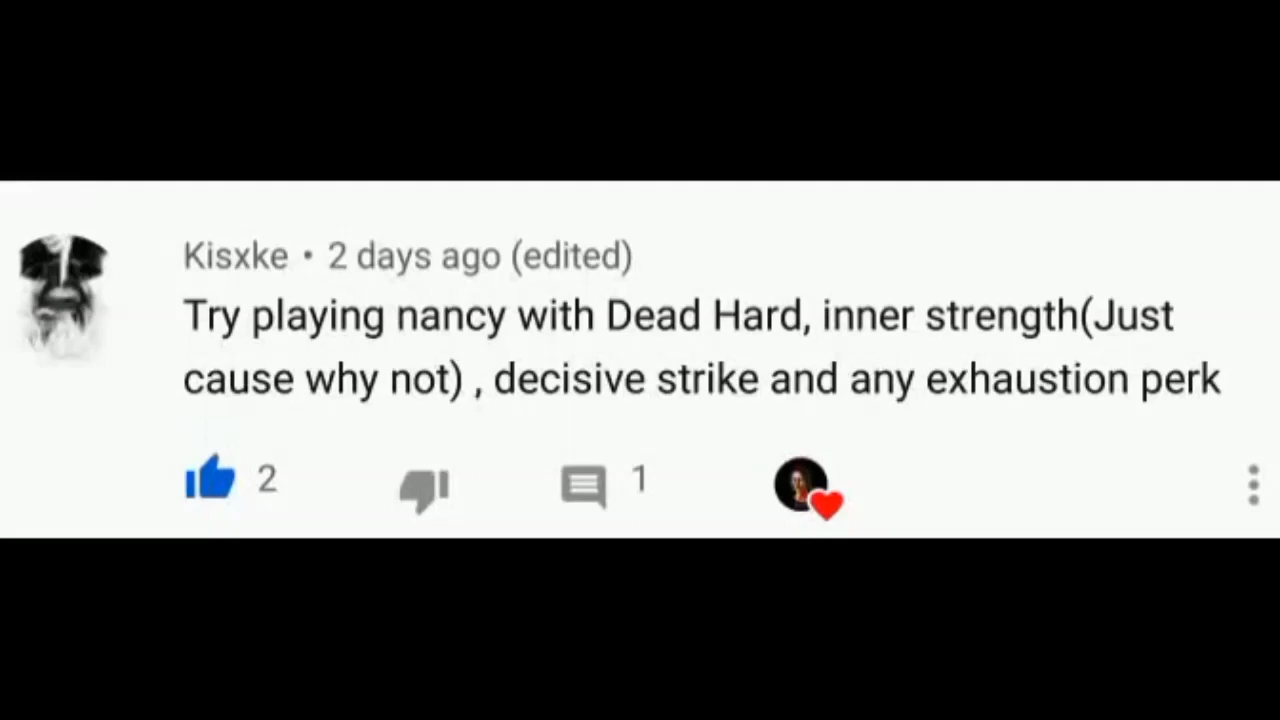 Kisxke • 2 days ago (edited)
Try playing nancy with Dead Hard, inner strength(Just
cause why not) , decisive strike and any exhaustion perk
2
1